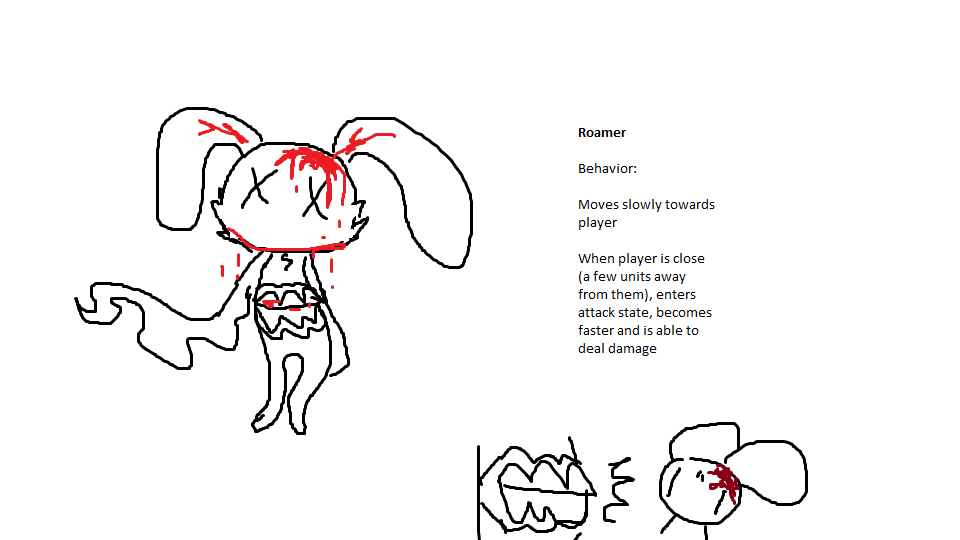 Roamer
Behavior:
Moves slowly towards
player
When player is close
(a few units away
from them), enters
attack state, becomes
faster and is able to
deal damage